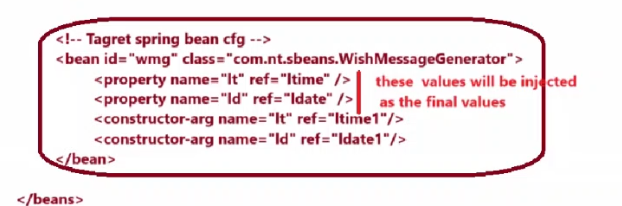 <!-- Tagret spring bean cfg -->
<bean id="wmg" class="com.nt.sbeans.WishMessageGenerator">
<property name="lt" ref="ltime" />
<property name="ld" ref="ldate" />
these values will be injected
as the final values
<constructor-arg name="lt" ref="ltime1"/>
<constructor-arg name="ld" ref="ldate1"/>
</bean>
</beans>